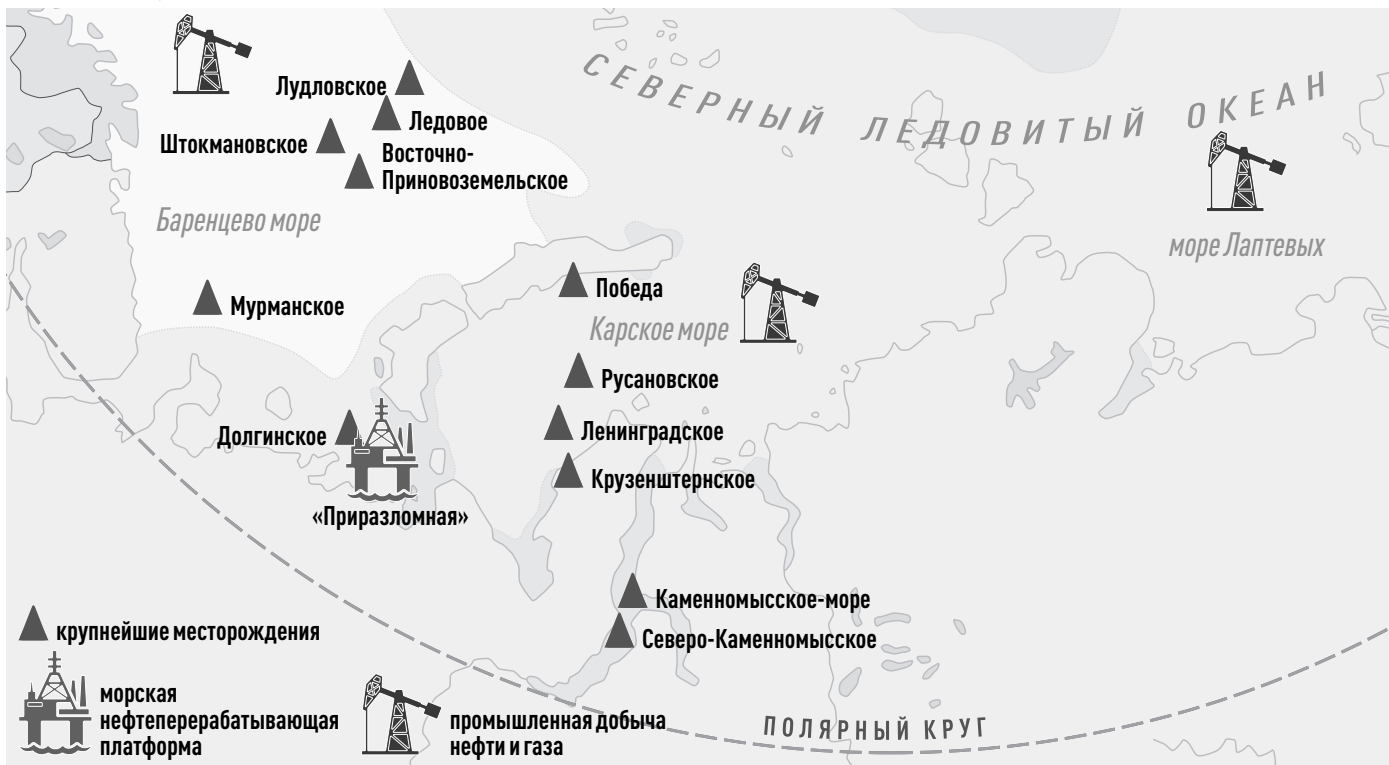 СЕВЕРНЫЙ ЛЕДОВИТЫЙ ОКЕАН
Лудловское
Ледовое
Штокмановское
Восточно-
Приновоземельское
Баренцево море
море Лаптевых
Мурманское
Победа
Карское море
Русановское
Долгинское
Ленинградское
Крузенштернское
«Приразломная»
Каменномысское-море
Северо-Каменномысское
крупнейшие месторождения
морская
нефтеперерабатывающая
платформа
промышленная добыча
нефти и газа
ПОЛЯРНЫЙ КРУГ